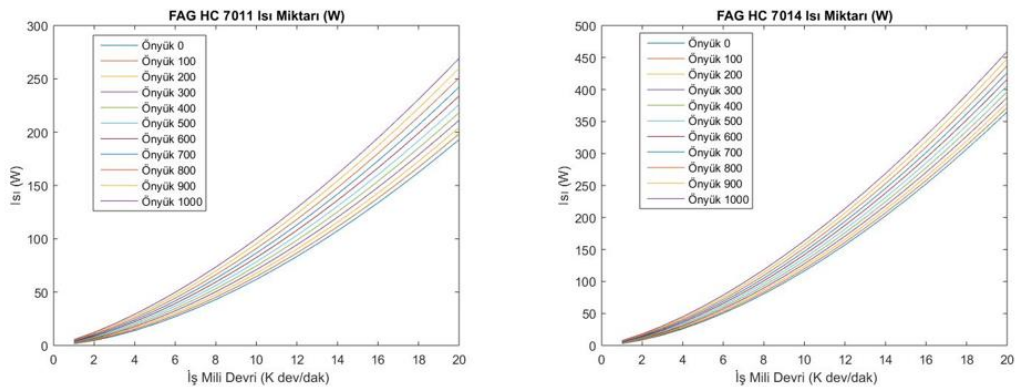 FAG HC 7011 Isı Miktarı (W)
300
250
200
150
100
50
0
Isı (W)
Önyük 0
Önyük 100
Önyük 200
Önyük 300
Önyük 400
Önyük 500
Önyük 600
Önyük 700
Önyük 800
Önyük 900
Önyük 1000
0 2 4 6 8 10 12 14 16 18 20
İş Mili Devri (K dev/dak)
FAG HC 7014 Isı Miktarı (W)
500
450
400
350
300
250
200
150
100
50
0
Isı (W)
Önyük 0
Önyük 100
Önyük 200
Önyük 300
Önyük 400
Önyük 500
Önyük 600
Önyük 700
Önyük 800
Önyük 900
Önyük 1000
0 2 4 6 8 10 12 14 16 18 20
İş Mili Devri (K dev/dak)